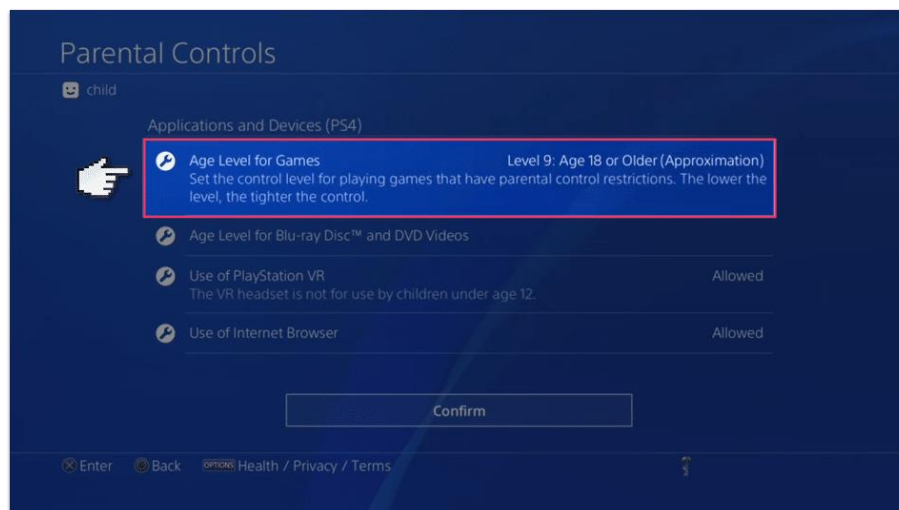 Parental Controls
child
Applications and Devices (PS4)
Age Level for Games Level 9: Age 18 or Older (Approximation)
Set the control level for playing games that have parental control restrictions. The lower the
level, the tighter the control.
Age Level for Blu-ray Disc™ and DVD Videos
Use of PlayStation VR Allowed
The VR headset is not for use by children under age 12.
Use of Internet Browser Allowed
Confirm
Enter Back OPTIONS Health / Privacy / Terms